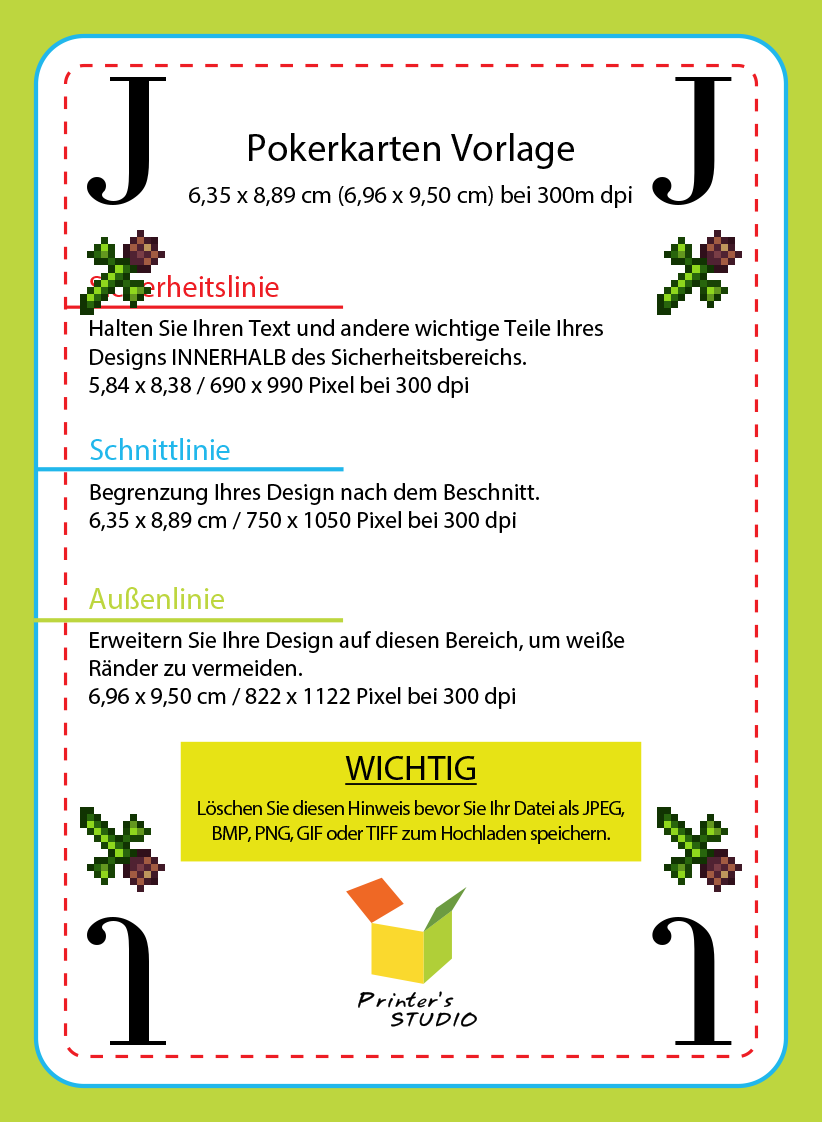 J
J
Pokerkarten Vorlage
6,35 x 8,89 cm (6,96 x 9,50 cm) bei 300m dpi
Sicherheitslinie
Halten Sie Ihren Text und andere wichtige Teile Ihres
Designs INNERHALB des Sicherheitsbereichs.
5,84 x 8,38 / 690 x 990 Pixel bei 300 dpi
Schnittlinie
Begrenzung Ihres Design nach dem Beschnitt.
6,35 x 8,89 cm / 750 x 1050 Pixel bei 300 dpi
Außenlinie
Erweitern Sie Ihre Design auf diesen Bereich, um weiße
Ränder zu vermeiden.
6,96 x 9,50 cm / 822 x 1122 Pixel bei 300 dpi
WICHTIG
Löschen Sie diesen Hinweis bevor Sie Ihr Datei als JPEG,
BMP, PNG, GIF oder TIFF zum Hochladen speichern.
Printer's
STUDIO
J
J